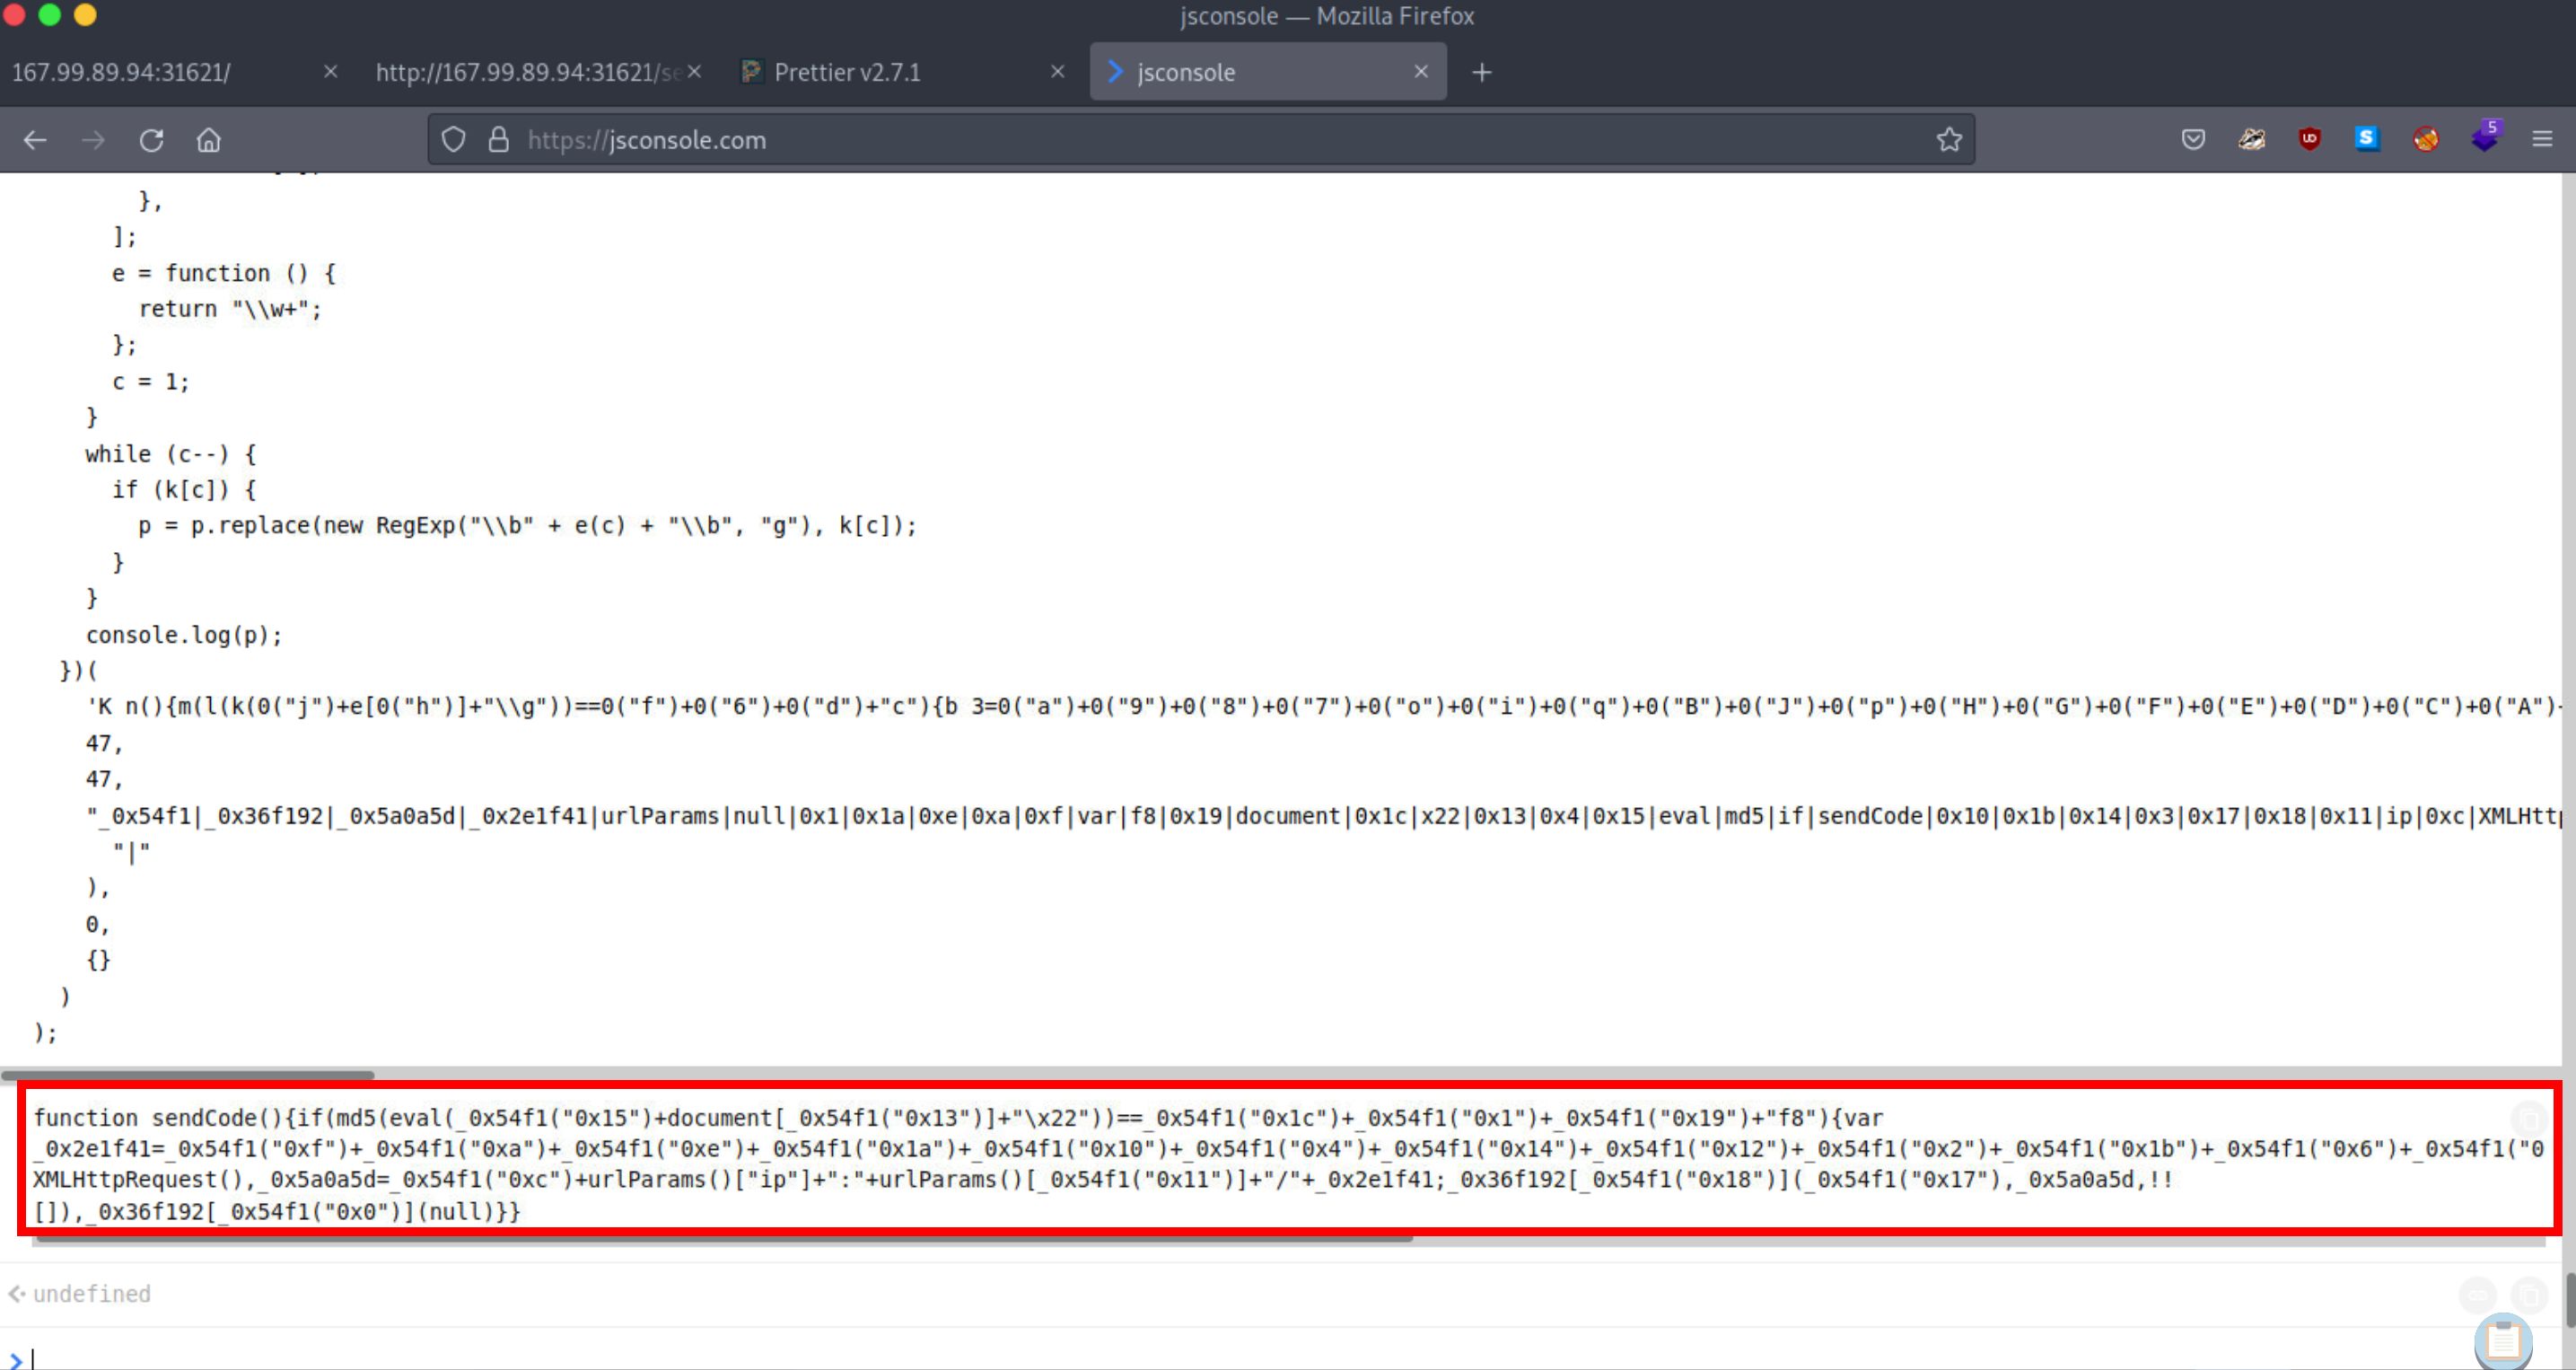 jsconsole — Mozilla Firefox
167.99.89.94:31621/
http://167.99.89.94:31621/se
Prettier v2.7.1
jsconsole
https://jsconsole.com
5
},
];
e = function () {
return "\\w+";
};
c = 1;
}
while (c--) {
if (k[c]) {
p = p.replace(new RegExp("\\b" + e(c) + "\\b", "g"), k[c]);
}
}
console.log(p);
})(
'K n(){m(l(k(0("j")+e[0("h")]+"\\g"))==0("f")+0("6")+0("d")+"c"){b 3=0("a")+0("9")+0("8")+0("7")+0("o")+0("i")+0("q")+0("B")+0("J")+0("p")+0("H")+0("G")+0("F")+0("E")+0("D")+0("C")+0("A")
47,
47,
"_0x54f1|_0x36f192|_0x5a0a5d|_0x2e1f41|urlParams|null|0x1|0x1a|0xe|0xa|0xf|var|f8|0x19|document|0x1c|x22|0x13|0x4|0x15|eval|md5|if|sendCode|0x10|0x1b|0x14|0x3|0x17|0x18|0x11|ip|0xc|XMLHttp
"|"
),
0,
{}
)
);
function sendCode(){if(md5(eval(_0x54f1("0x15")+document[_0x54f1("0x13")]+"\x22"))==_0x54f1("0x1c")+_0x54f1("0x1")+_0x54f1("0x19")+"f8"){var
_0x2e1f41=_0x54f1("0xf")+_0x54f1("0xa")+_0x54f1("0xe")+_0x54f1("0x1a")+_0x54f1("0x10")+_0x54f1("0x4")+_0x54f1("0x14")+_0x54f1("0x12")+_0x54f1("0x2")+_0x54f1("0x1b")+_0x54f1("0x6")+_0x54f1("0
XMLHttpRequest(),_0x5a0a5d=_0x54f1("0xc")+urlParams()["ip"]+":"+urlParams()[_0x54f1("0x11")]+"/"+_0x2e1f41;_0x36f192[_0x54f1("0x18")](_0x54f1("0x17"),_0x5a0a5d,!!
[]),_0x36f192[_0x54f1("0x0")](null)}}
undefined